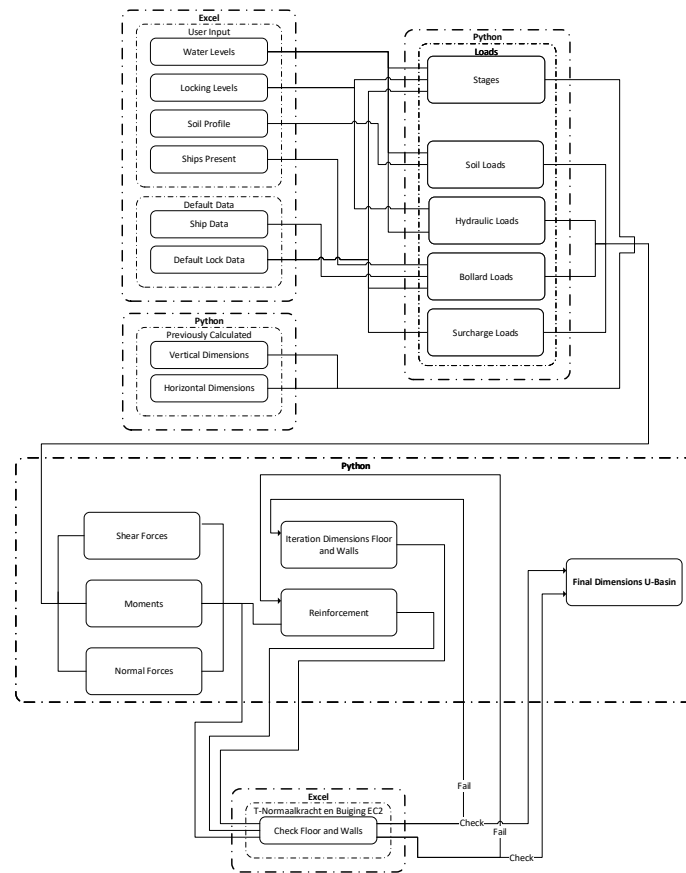 Excel
User Input
Water Levels
Locking Levels
Soil Profile
Ships Present
Default Data
Ship Data
Default Lock Data
Python
Previously Calculated
Vertical Dimensions
Horizontal Dimensions
Python
Loads
Stages
Soil Loads
Hydraulic Loads
Bollard Loads
Surcharge Loads
Python
Shear Forces
Moments
Normal Forces
Iteration Dimensions Floor
and Walls
Reinforcement
Final Dimensions U-Basin
Excel
T-Normaalkracht en Buiging EC2
Check Floor and Walls
Fail
Check
Fail
Check